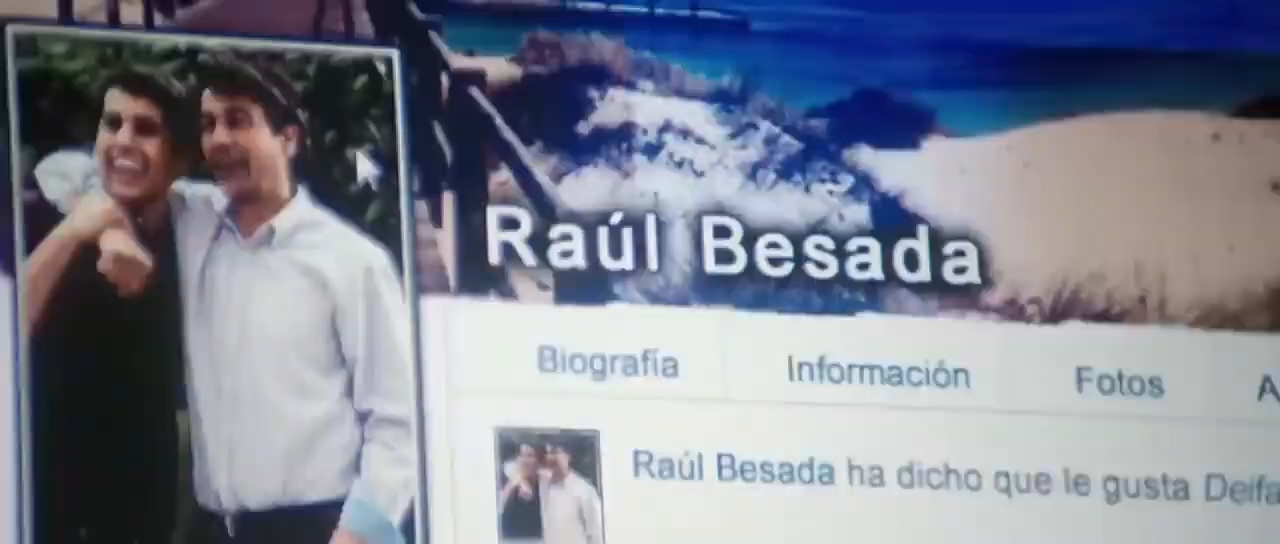 Raúl Besada
Biografía Información Fotos
Raúl Besada ha dicho que le gusta